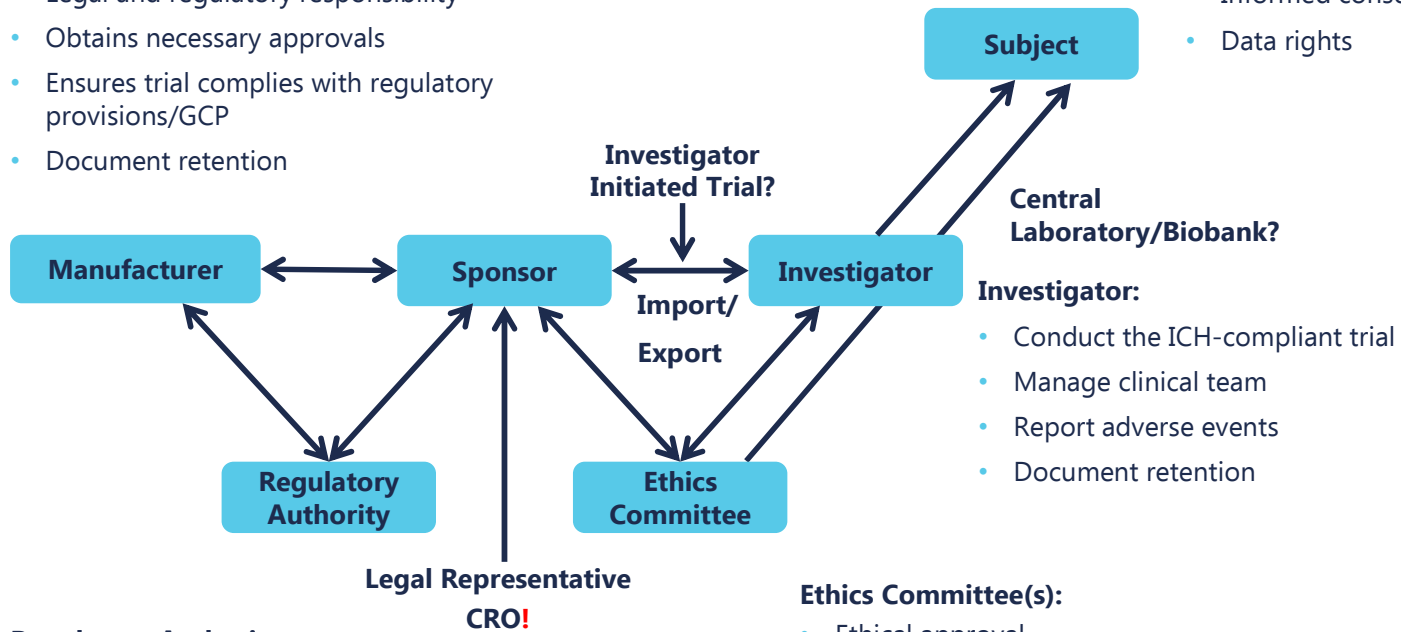 • Obtains necessary approvals
• Ensures trial complies with regulatory
provisions/GCP
• Document retention
Subject
• Data rights
Investigator
Initiated Trial?
Central
Laboratory/Biobank?
Manufacturer
Sponsor
Investigator
Import/
Export
Investigator:
• Conduct the ICH-compliant trial
• Manage clinical team
• Report adverse events
• Document retention
Regulatory
Authority
Ethics
Committee
Legal Representative
CRO!
Ethics Committee(s):